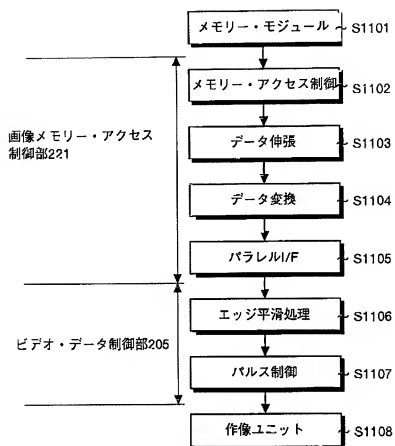 メモリー・モジュール S1101
メモリー・アクセス制御 S1102
データ伸張 S1103
画像メモリー・アクセス
制御部221
データ変換 S1104
パラレルI/F S1105
エッジ平滑処理 S1106
ビデオ・データ制御部205
パルス制御 S1107
作像ユニット S1108